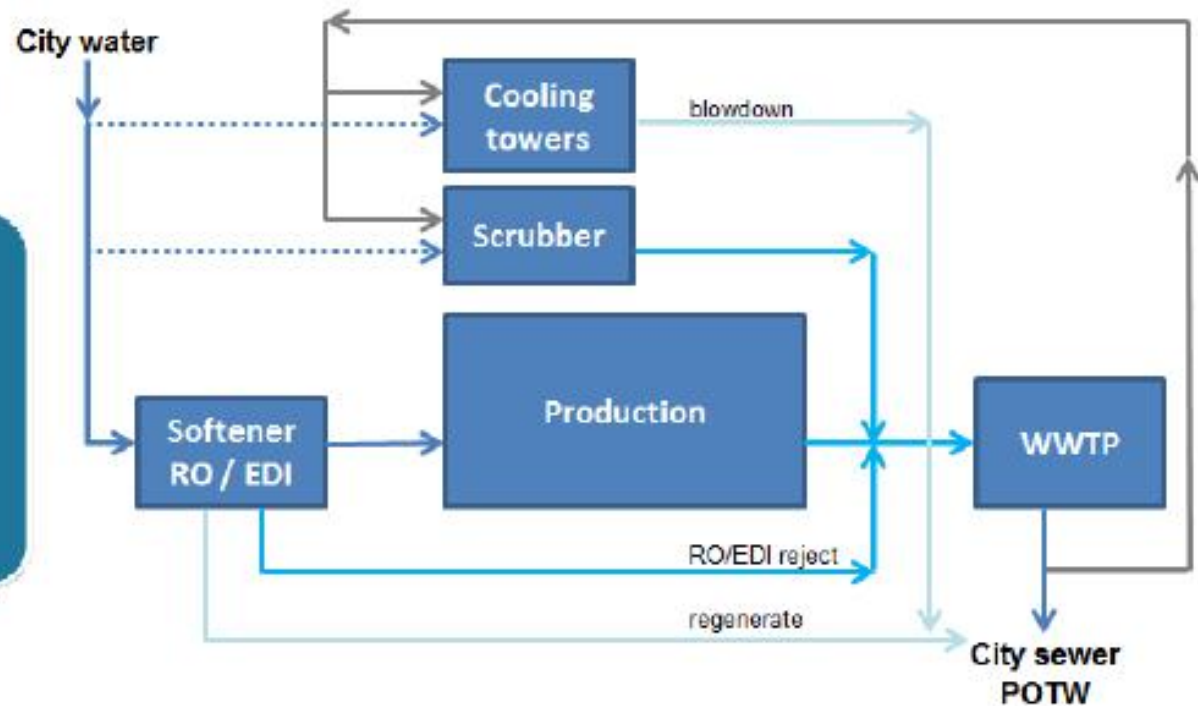 City water
Cooling
towers
blowdown
Scrubber
Production
Softener
RO / EDI
WWTP
RO/EDI reject
regenerate
City sewer
POTW